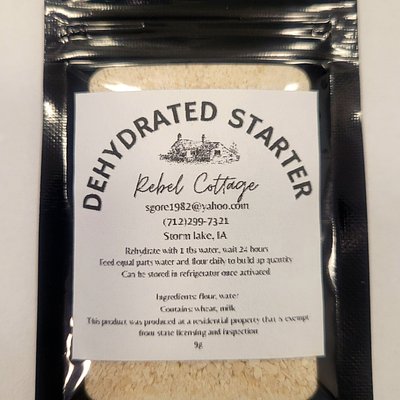 DEHYDRATED STARTER
Rebel Cottage
sgore1982@yahoo.com
(712)299-7321
Storm lake, IA
Rehydrate with 1 tbs water, wait 24 hours
Feed equal parts water and flour daily to build up quantity
Can be stored in refrigerator once activated
Ingredients: flour, water
Contains: wheat, milk
This product was produced at a residential property that is exempt
from state licensing and inspection
9g